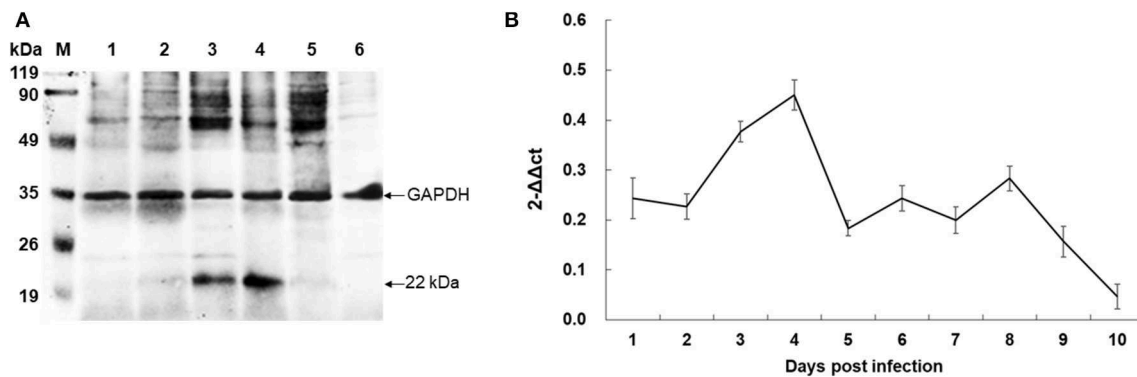 A
kDa M 1 2 3 4 5 6
119
90
49
35
26
19
GAPDH
22 kDa
B
2-ΔΔct
0.6
0.5
0.4
0.3
0.2
0.1
0.0
1 2 3 4 5 6 7 8 9 10
Days post infection